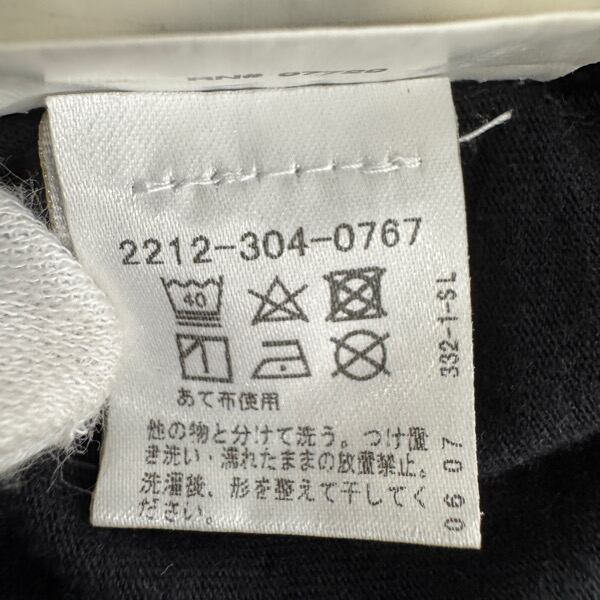 2212-304-0767
40
あて布使用
他の物と分けて洗う。つけ置
き洗い・濡れたままの放置禁止。
洗濯後、形を整えて干してく
ださい。
332-1-SL
06 07